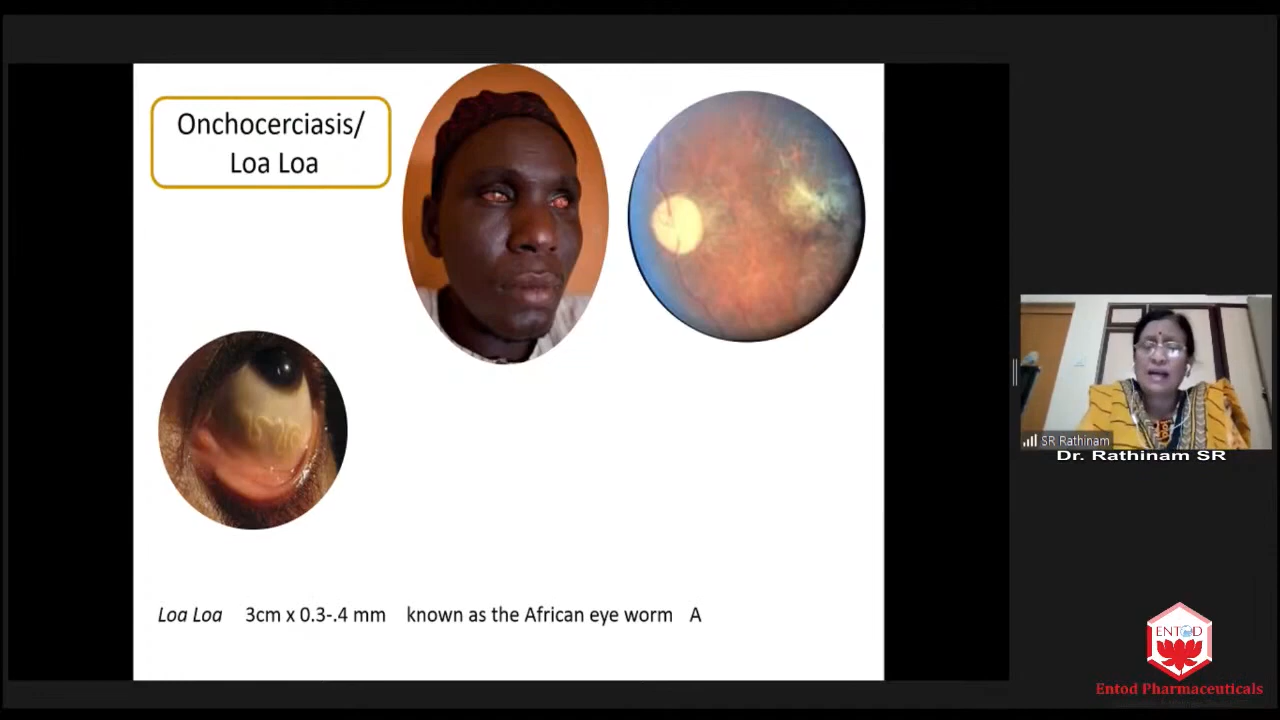 Onchocerciasis/
Loa Loa
Loa Loa 3cm x 0.3-.4 mm known as the African eye worm A
SR Rathinam
Dr. Rathinam SR
ENTOD
Entod Pharmaceuticals